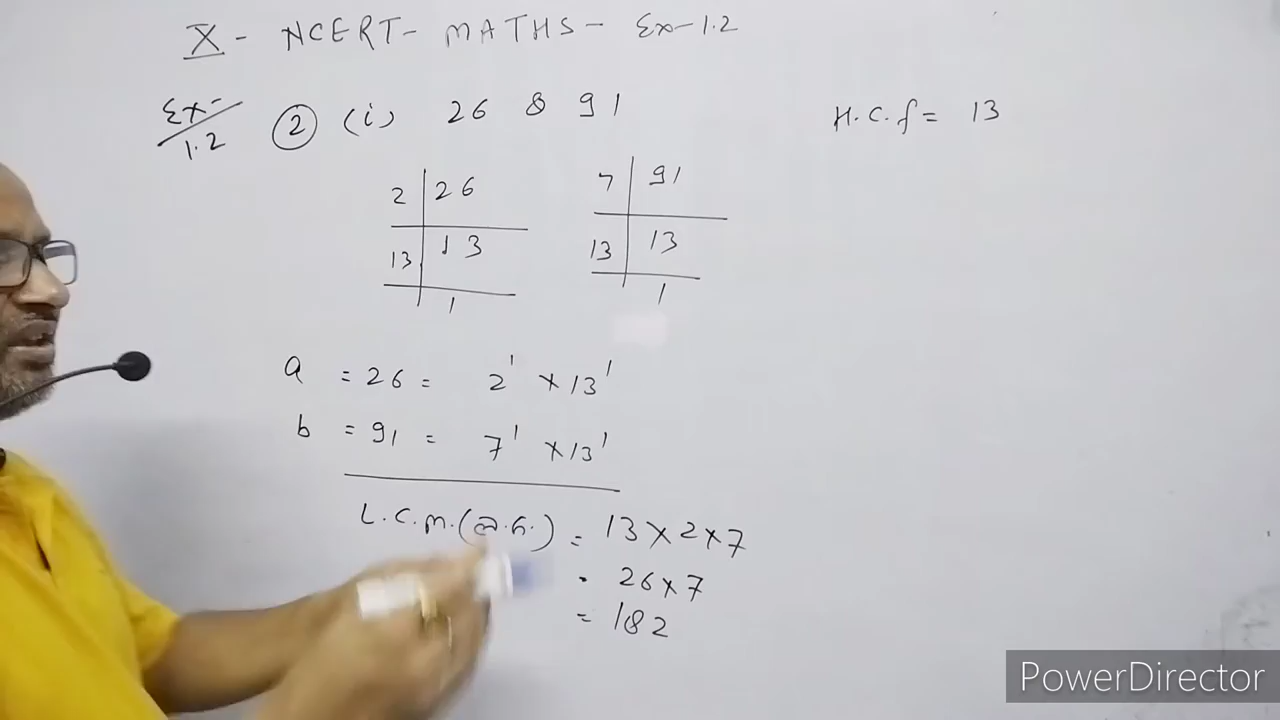 X - NCERT - MATHS - Ex-1.2
Ex-1.2 ② (i) 26 & 91
H.C.f = 13
2 | 26
13 | 13
1
7 | 91
13 | 13
1
a = 26 = 2¹ × 13¹
b = 91 = 7¹ × 13¹
L.C.M. (ल.स.) = 13 × 2 × 7
= 26 × 7
= 182
PowerDirector